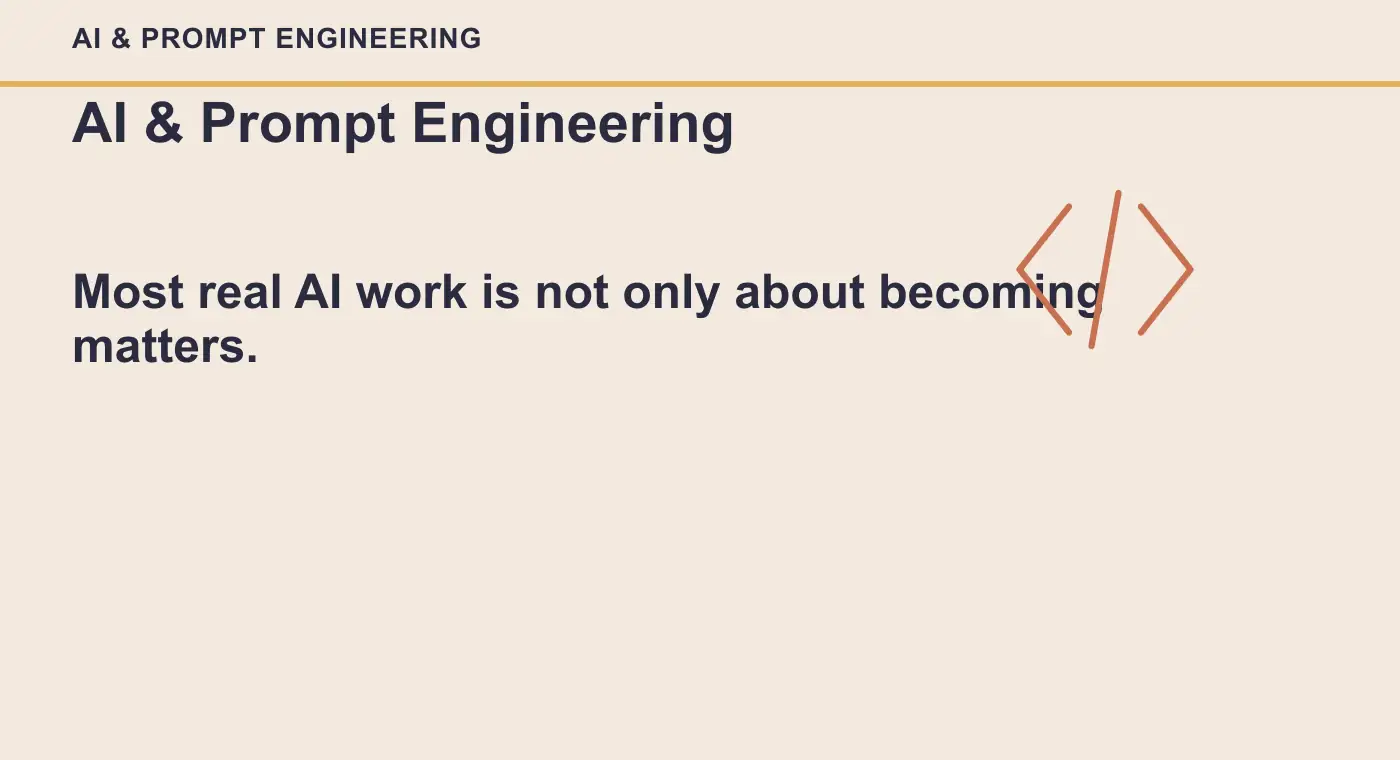 AI & PROMPT ENGINEERING
AI & Prompt Engineering
Most real AI work is not only about becoming
matters.